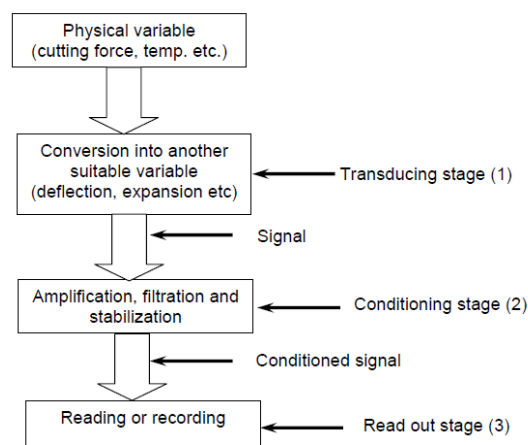 Physical variable
(cutting force, temp. etc.)
Conversion into another
suitable variable
(deflection, expansion etc)
Transducing stage (1)
Signal
Amplification, filtration and
stabilization
Conditioning stage (2)
Conditioned signal
Reading or recording
Read out stage (3)